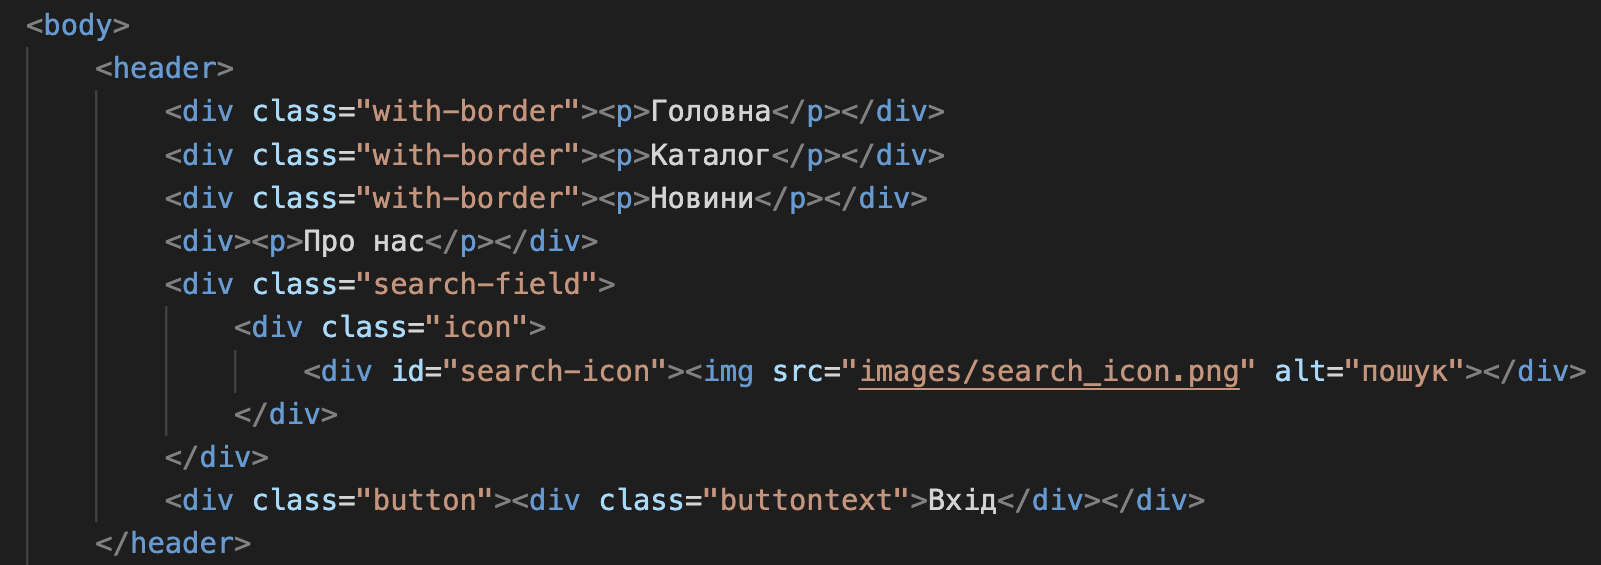 <body>
<header>
<div class="with-border"><p>Головна</p></div>
<div class="with-border"><p>Каталог</p></div>
<div class="with-border"><p>Новини</p></div>
<div><p>Про нас</p></div>
<div class="search-field">
<div class="icon">
<div id="search-icon"><img src="images/search_icon.png" alt="пошук"></div>
</div>
</div>
<div class="button"><div class="buttontext">Вхід</div></div>
</header>